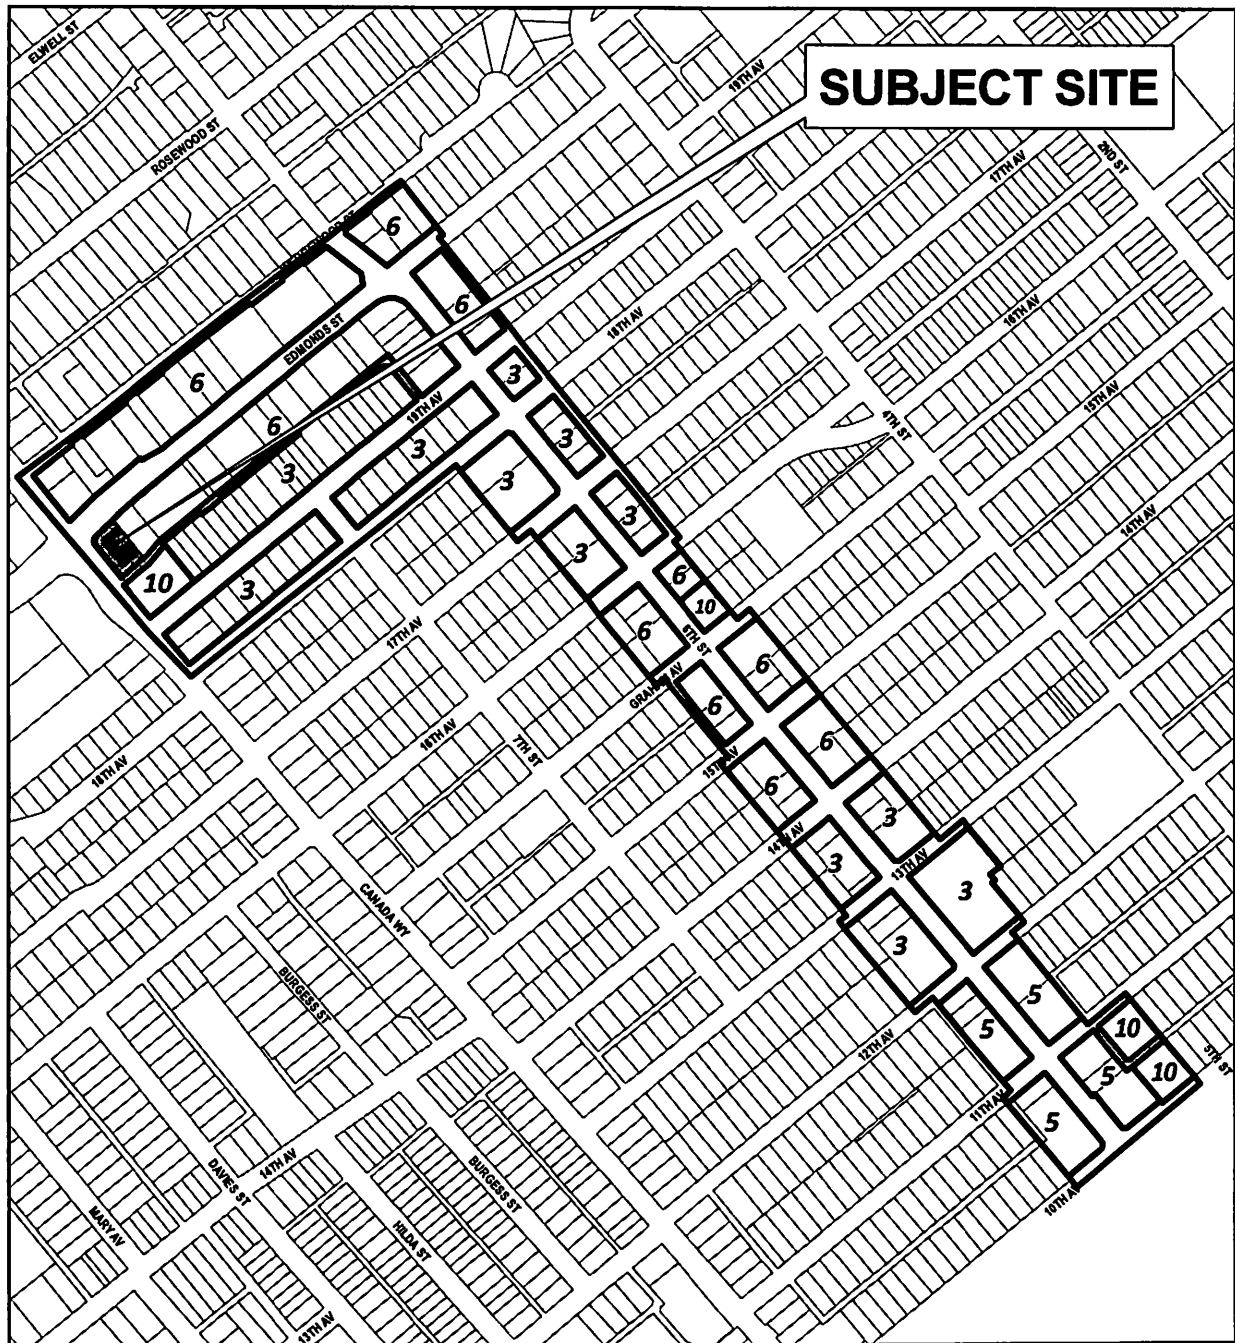 ELWELL ST
19TH AV
SUBJECT SITE
ROSEWOOD ST
2ND ST
17TH AV
6
6
18TH AV
16TH AV
EDMONDS ST
6
3
19TH AV
15TH AV
6
3
3
4TH ST
3
3
3
14TH AV
3
6
10
3
10
17TH AV
6
6TH ST
6
GRAHAM AV
6
16TH AV
7TH ST
15TH AV
6
18TH AV
6
3
14TH AV
3
13TH AV
3
CANADA WY
3
BURGESS ST
5
5
10
12TH AV
5TH ST
5
10
11TH AV
5
14TH AV
DAVIES ST
BURGESS ST
10TH AV
MARY AV
HILDA ST
13TH AV